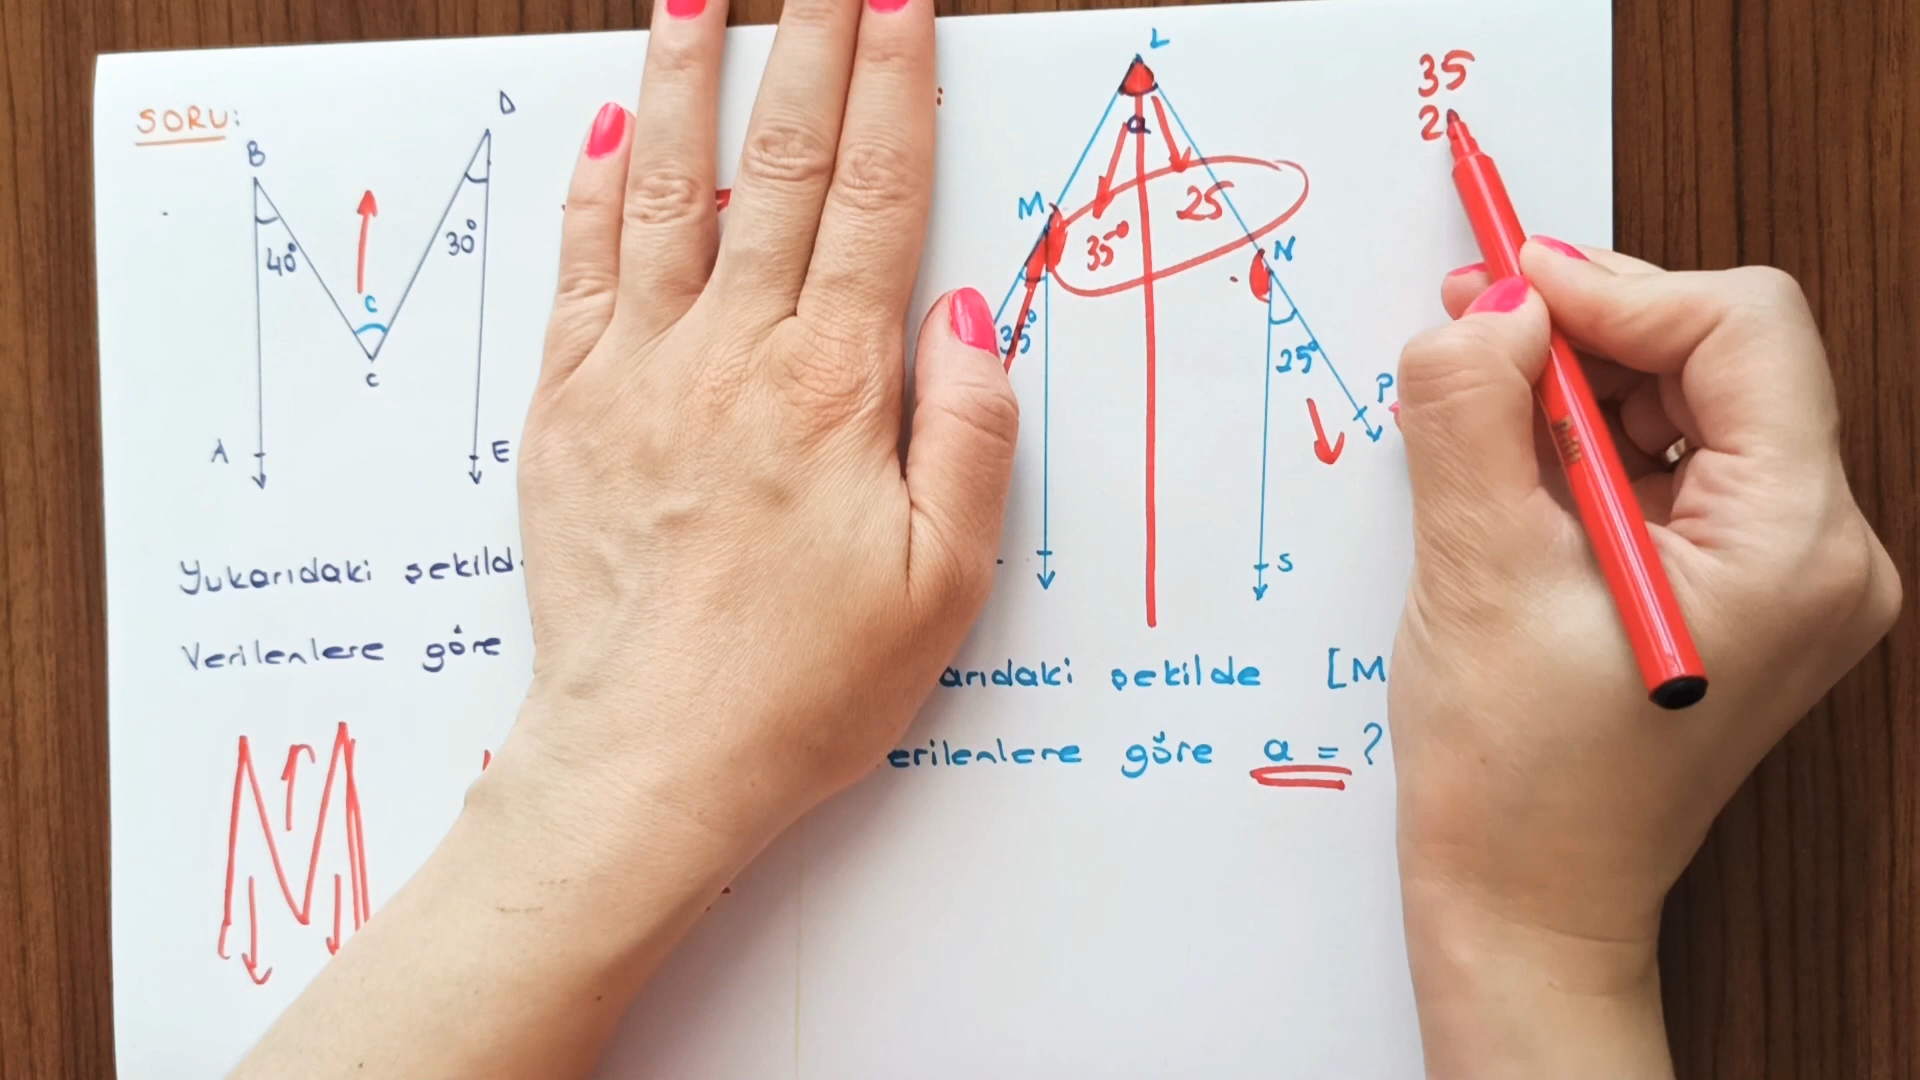 SORU:
B
D
40°
30°
C
C
A
E
Yukarıdaki şekild
Verilenlere göre
L
a
M
35°
25
N
35°
25°
P
S
arıdaki şekilde [M
erilenlere göre a = ?
35
2